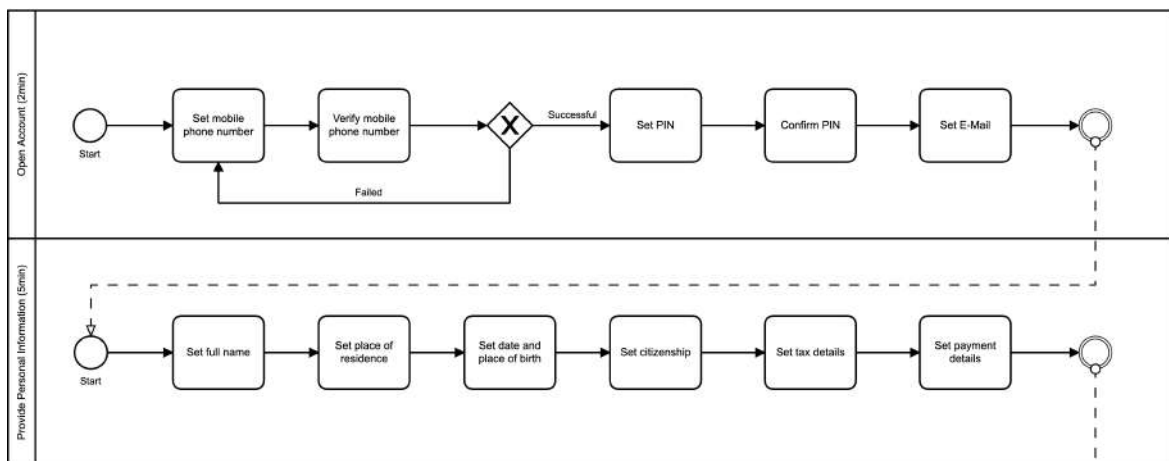 Open Account (2min)
Start
Set mobile
phone number
Verify mobile
phone number
X
Successful
Failed
Set PIN
Confirm PIN
Set E-Mail
Provide Personal Information (5min)
Start
Set full name
Set place of
residence
Set date and
place of birth
Set citizenship
Set tax details
Set payment
details